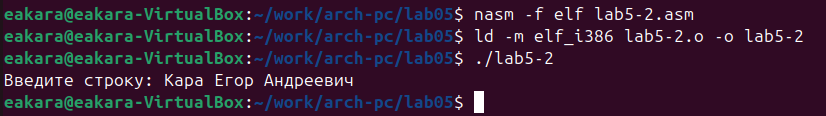 eakara@eakara-VirtualBox:~/work/arch-pc/lab05$ nasm -f elf lab5-2.asm
eakara@eakara-VirtualBox:~/work/arch-pc/lab05$ ld -m elf_i386 lab5-2.o -o lab5-2
eakara@eakara-VirtualBox:~/work/arch-pc/lab05$ ./lab5-2
Введите строку: Кара Егор Андреевич
eakara@eakara-VirtualBox:~/work/arch-pc/lab05$